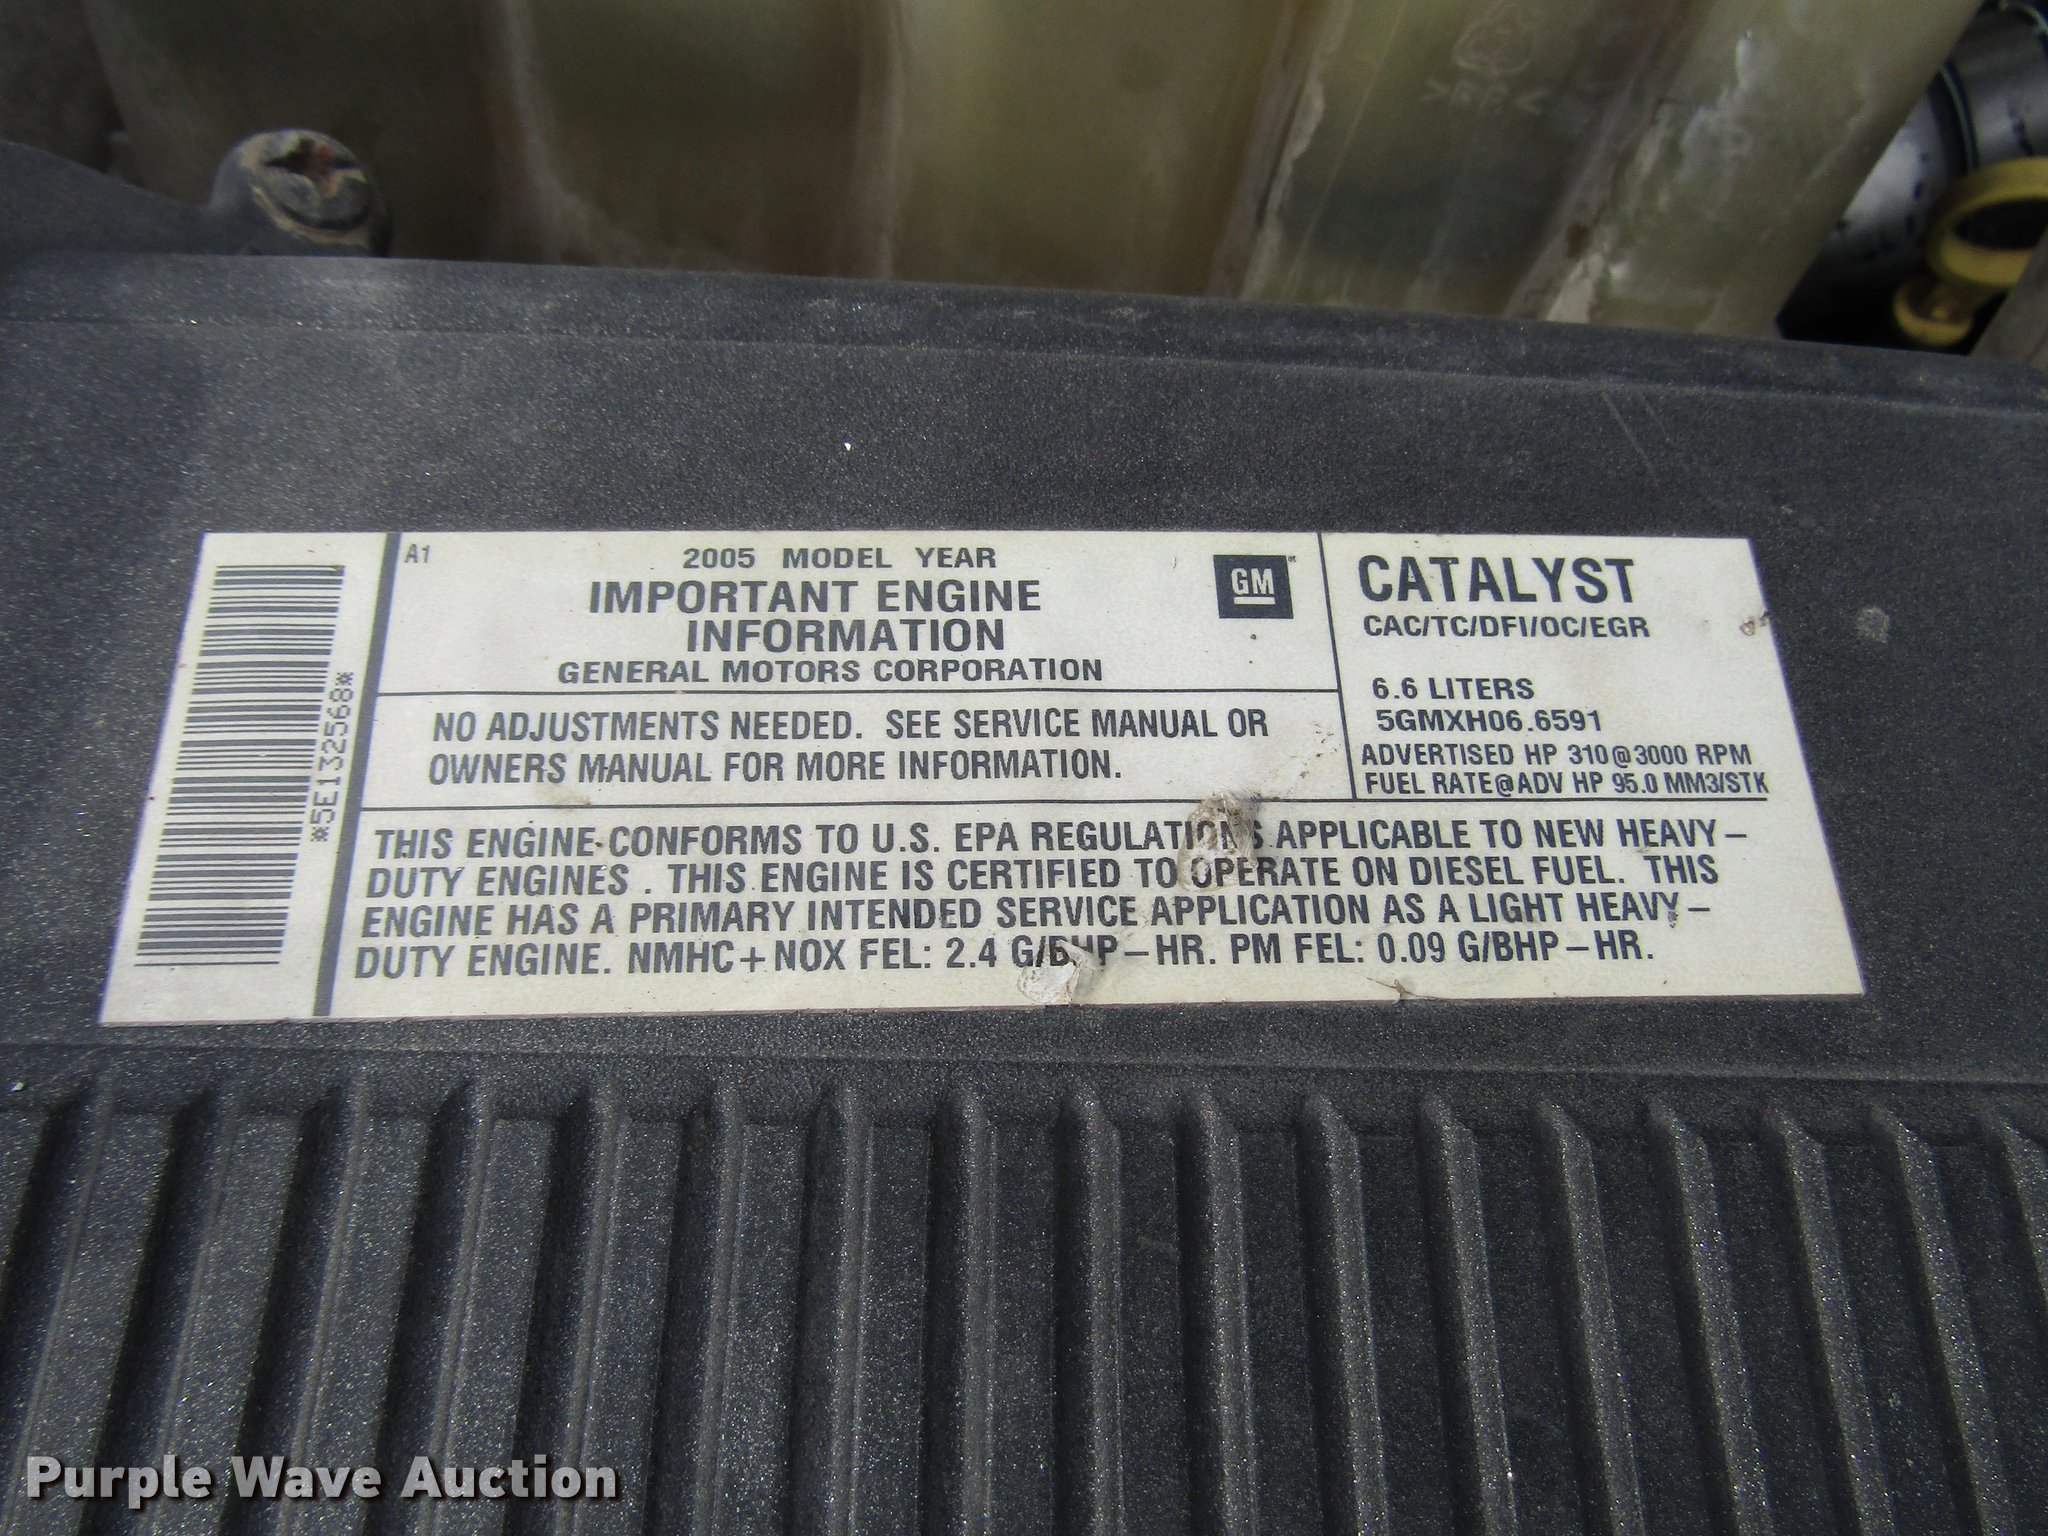 >PP<
*5E132568*
A1
2005 MODEL YEAR
IMPORTANT ENGINE
INFORMATION
GENERAL MOTORS CORPORATION
GM
CATALYST
CAC/TC/DFI/OC/EGR
6.6 LITERS
5GMXH06.6591
ADVERTISED HP 310@3000 RPM
FUEL RATE@ADV HP 95.0 MM3/STK
NO ADJUSTMENTS NEEDED. SEE SERVICE MANUAL OR
OWNERS MANUAL FOR MORE INFORMATION.
THIS ENGINE CONFORMS TO U.S. EPA REGULATIONS APPLICABLE TO NEW HEAVY–
DUTY ENGINES . THIS ENGINE IS CERTIFIED TO OPERATE ON DIESEL FUEL. THIS
ENGINE HAS A PRIMARY INTENDED SERVICE APPLICATION AS A LIGHT HEAVY–
DUTY ENGINE. NMHC+NOX FEL: 2.4 G/BHP–HR. PM FEL: 0.09 G/BHP–HR.
Purple Wave Auction